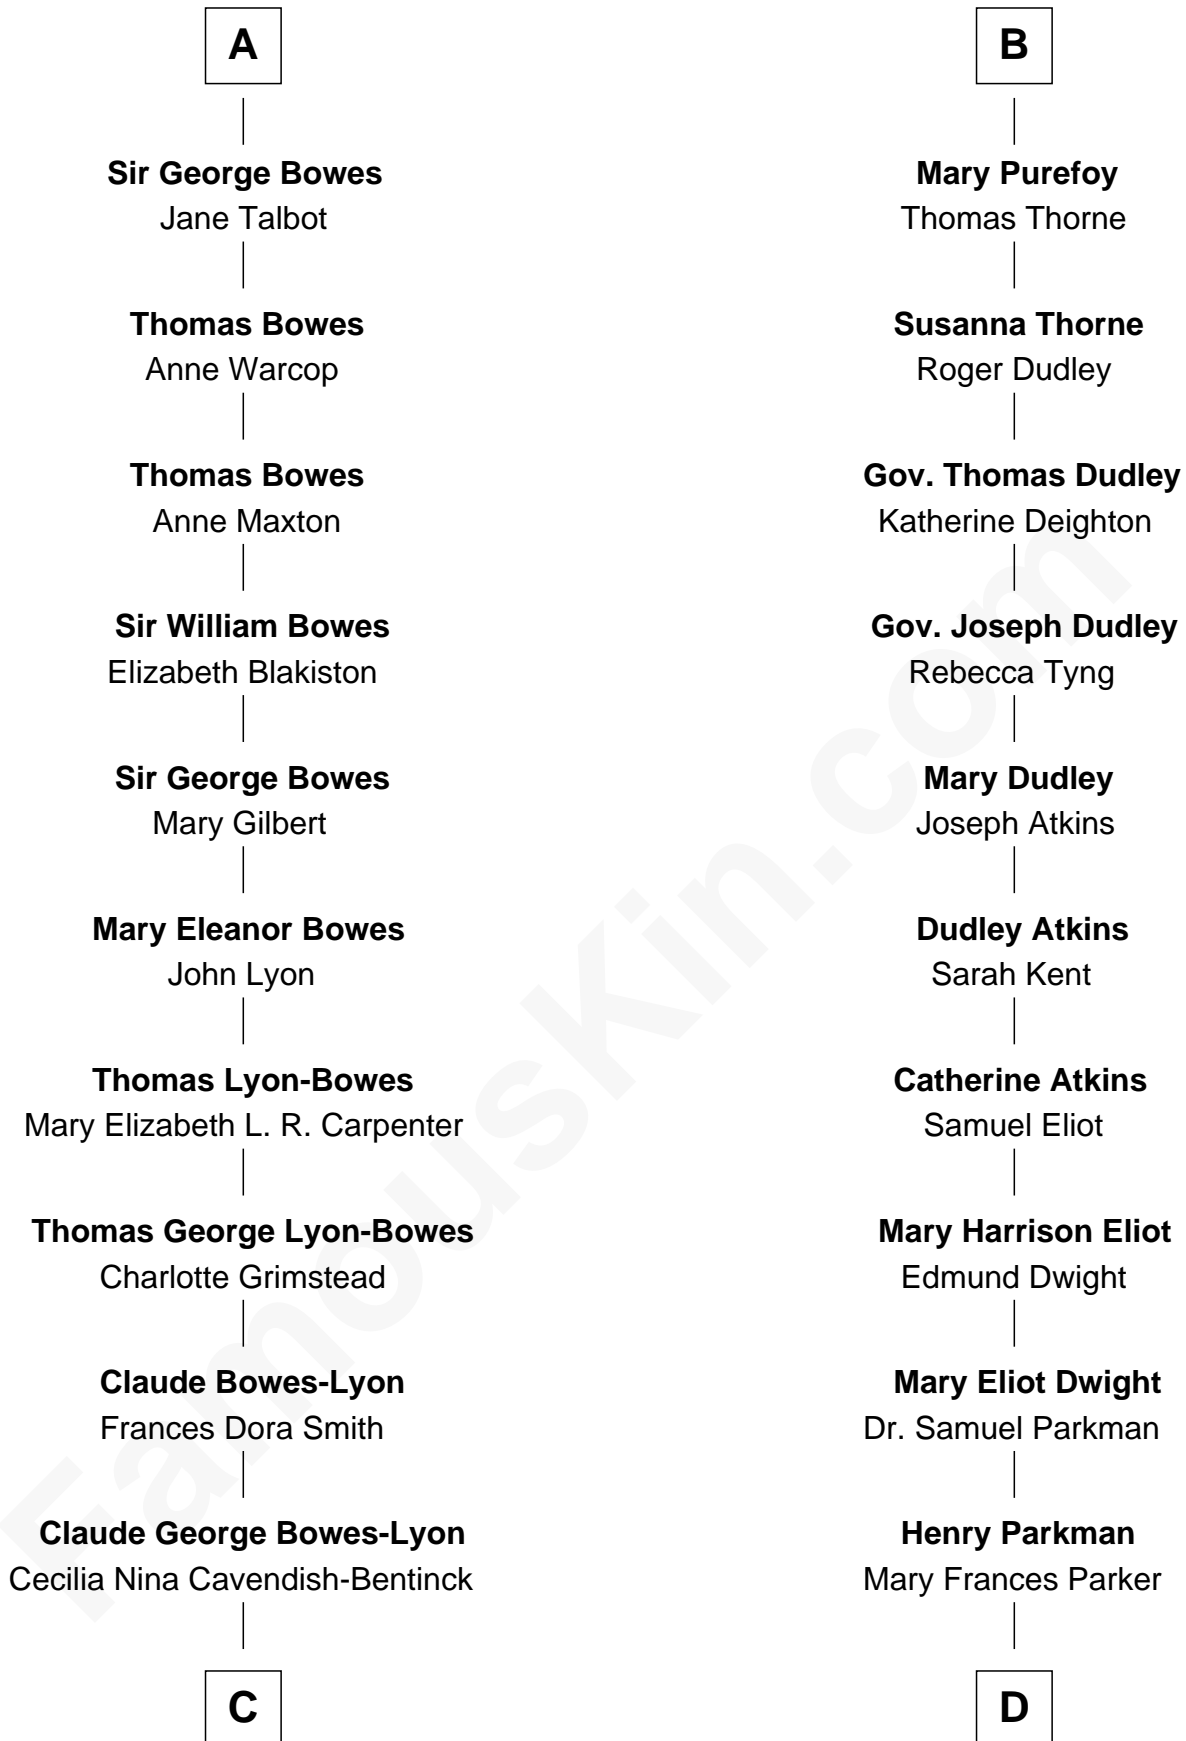 A
Sir George Bowes
Jane Talbot
Thomas Bowes
Anne Warcop
Thomas Bowes
Anne Maxton
Sir William Bowes
Elizabeth Blakiston
Sir George Bowes
Mary Gilbert
Mary Eleanor Bowes
John Lyon
Thomas Lyon-Bowes
Mary Elizabeth L. R. Carpenter
Thomas George Lyon-Bowes
Charlotte Grimstead
Claude Bowes-Lyon
Frances Dora Smith
Claude George Bowes-Lyon
Cecilia Nina Cavendish-Bentinck
C
B
Mary Purefoy
Thomas Thorne
Susanna Thorne
Roger Dudley
Gov. Thomas Dudley
Katherine Deighton
Gov. Joseph Dudley
Rebecca Tyng
Mary Dudley
Joseph Atkins
Dudley Atkins
Sarah Kent
Catherine Atkins
Samuel Eliot
Mary Harrison Eliot
Edmund Dwight
Mary Eliot Dwight
Dr. Samuel Parkman
Henry Parkman
Mary Frances Parker
D
FamousKin.com